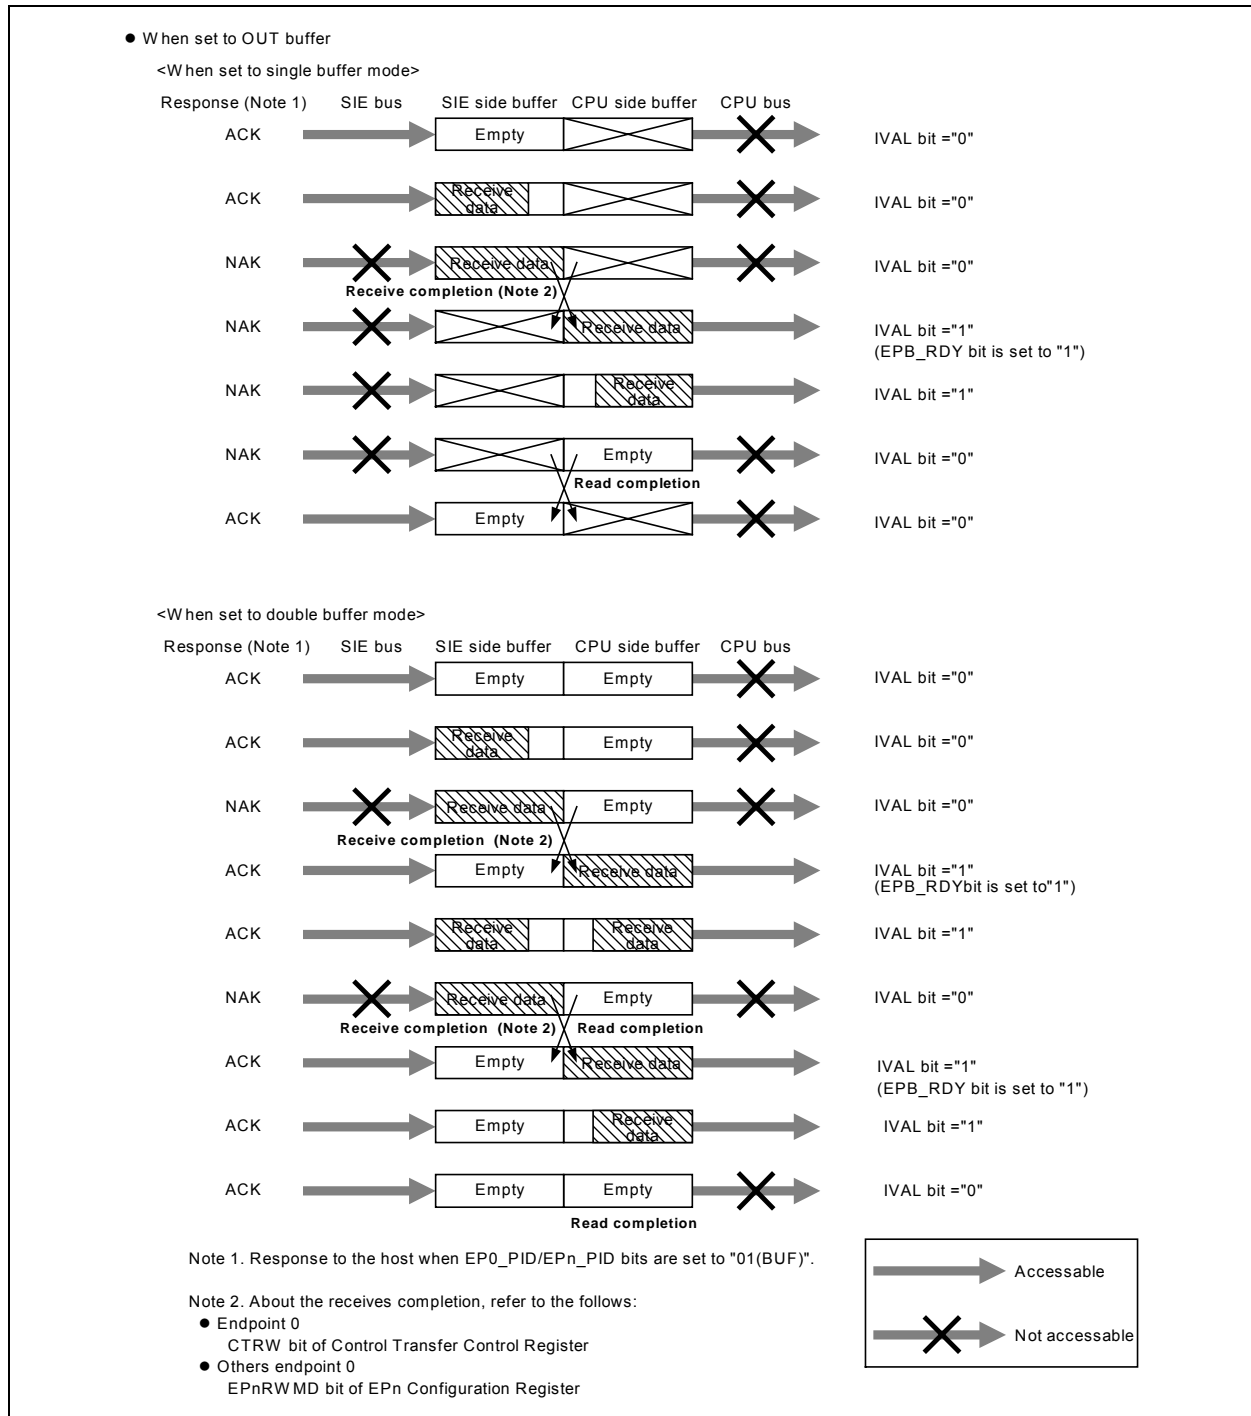 ● When set to OUT buffer
<When set to single buffer mode>
Response (Note 1) SIE bus SIE side buffer CPU side buffer CPU bus
ACK Empty IVAL bit ="0"
ACK Receive data IVAL bit ="0"
NAK Receive data IVAL bit ="0"
Receive completion (Note 2)
NAK Receive data IVAL bit ="1"
(EPB_RDY bit is set to "1")
NAK Receive data IVAL bit ="1"
NAK Empty IVAL bit ="0"
Read completion
ACK Empty IVAL bit ="0"
<When set to double buffer mode>
Response (Note 1) SIE bus SIE side buffer CPU side buffer CPU bus
ACK Empty Empty IVAL bit ="0"
ACK Receive data Empty IVAL bit ="0"
NAK Receive data Empty IVAL bit ="0"
Receive completion (Note 2)
ACK Empty Receive data IVAL bit ="1"
(EPB_RDYbit is set to"1")
ACK Receive data Receive data IVAL bit ="1"
NAK Receive data Empty IVAL bit ="0"
Receive completion (Note 2) Read completion
ACK Empty Receive data IVAL bit ="1"
(EPB_RDY bit is set to "1")
ACK Empty Receive data IVAL bit ="1"
ACK Empty Empty IVAL bit ="0"
Read completion
Note 1. Response to the host when EP0_PID/EPn_PID bits are set to "01(BUF)".
Accessable
Note 2. About the receives completion, refer to the follows:
● Endpoint 0
CTRW bit of Control Transfer Control Register
Not accessable
● Others endpoint 0
EPnRWMD bit of EPn Configuration Register